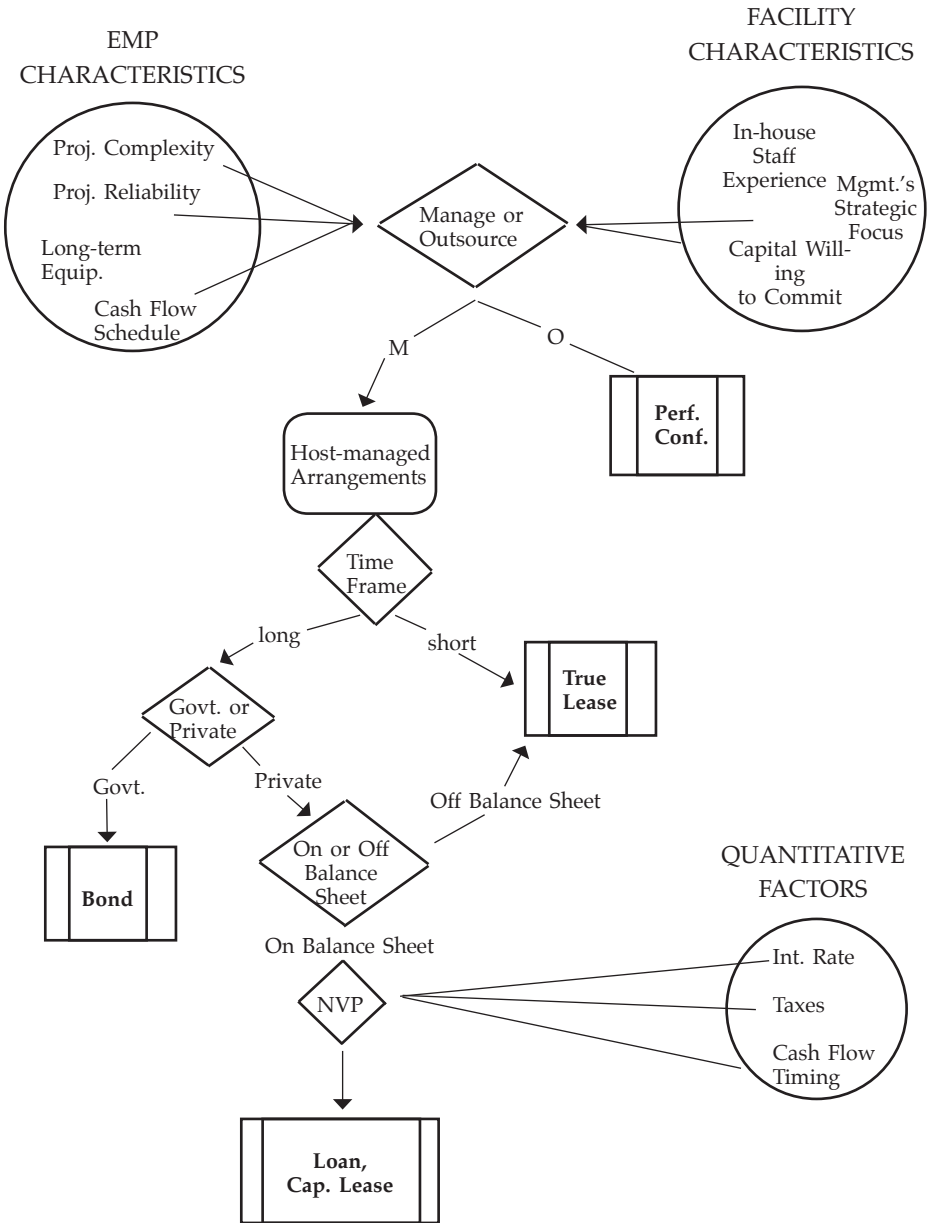 EMP
CHARACTERISTICS
FACILITY
CHARACTERISTICS
Proj. Complexity
Proj. Reliability
Long-term
Equip.
Cash Flow
Schedule
Manage or
Outsource
In-house
Staff
Experience
Mgmt.'s
Strategic
Focus
Capital Will-
ing
to Commit
M
O
Perf.
Conf.
Host-managed
Arrangements
Time
Frame
long
short
True
Lease
Govt. or
Private
Govt.
Private
Off Balance Sheet
On or Off
Balance
Sheet
Bond
On Balance Sheet
NVP
QUANTITATIVE
FACTORS
Int. Rate
Taxes
Cash Flow
Timing
Loan,
Cap. Lease